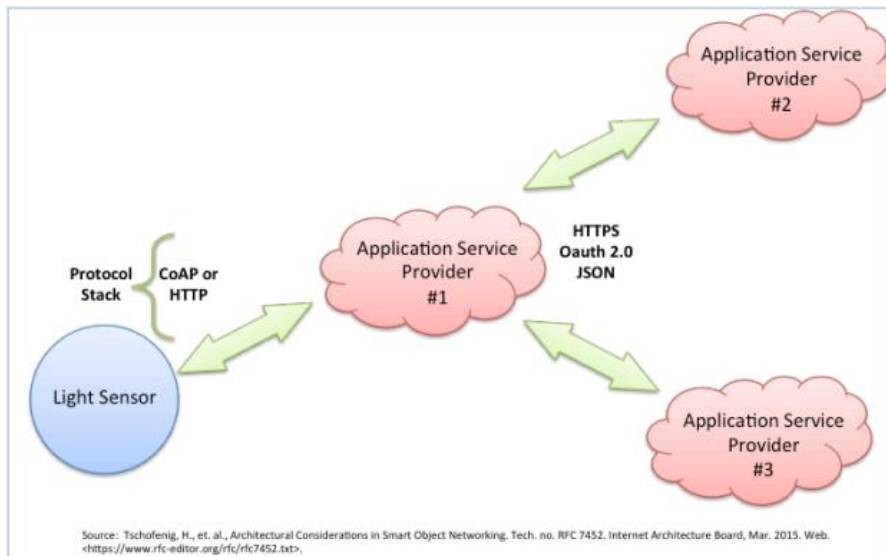 Application Service
Provider
#2
HTTPS
Oauth 2.0
JSON
Application Service
Provider
#1
Protocol
Stack
CoAP or
HTTP
Light Sensor
Application Service
Provider
#3
Source: Tschofenig, H., et. al., Architectural Considerations in Smart Object Networking. Tech. no. RFC 7452. Internet Architecture Board, Mar. 2015. Web.
<https://www.rfc-editor.org/rfc/rfc7452.txt>.